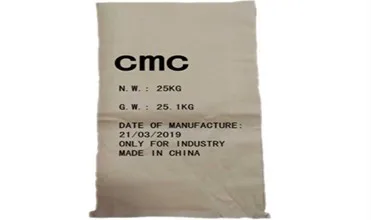 cmc
N.W.: 25KG
G.W.: 25.1KG
DATE OF MANUFACTURE:
21/03/2019
ONLY FOR INDUSTRY
MADE IN CHINA